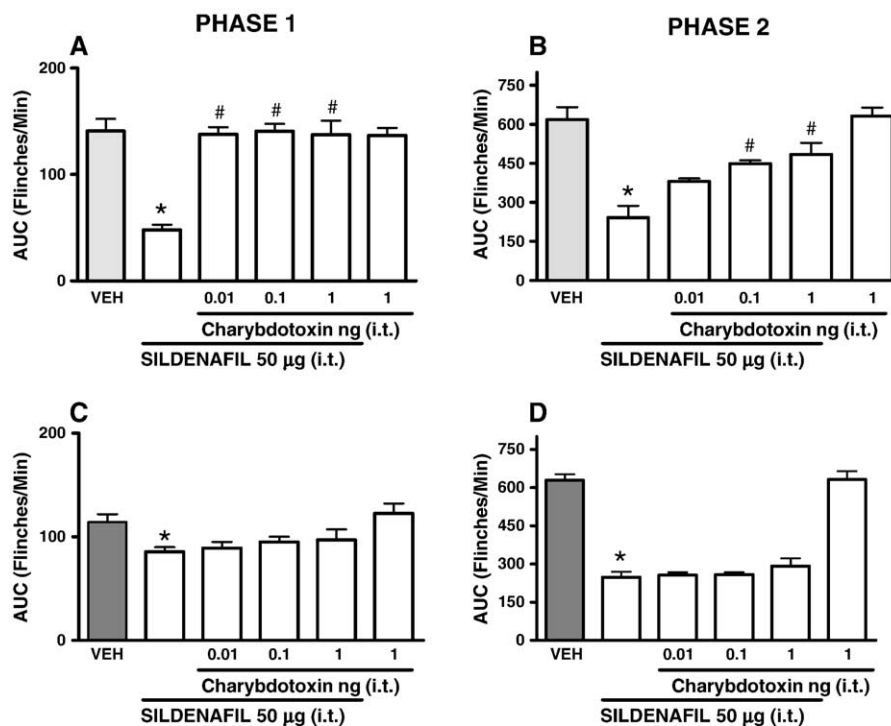 PHASE 1
PHASE 2
A
200
100
0
AUC (Flinches/Min)
*
#
#
#
VEH
0.01
0.1
1
1
Charybdotoxin ng (i.t.)
SILDENAFIL 50 µg (i.t.)
B
750
600
450
300
150
0
AUC (Flinches/Min)
*
#
#
VEH
0.01
0.1
1
1
Charybdotoxin ng (i.t.)
SILDENAFIL 50 µg (i.t.)
C
200
100
0
AUC (Flinches/Min)
*
VEH
0.01
0.1
1
1
Charybdotoxin ng (i.t.)
SILDENAFIL 50 µg (i.t.)
D
750
600
450
300
150
0
AUC (Flinches/Min)
*
VEH
0.01
0.1
1
1
Charybdotoxin ng (i.t.)
SILDENAFIL 50 µg (i.t.)